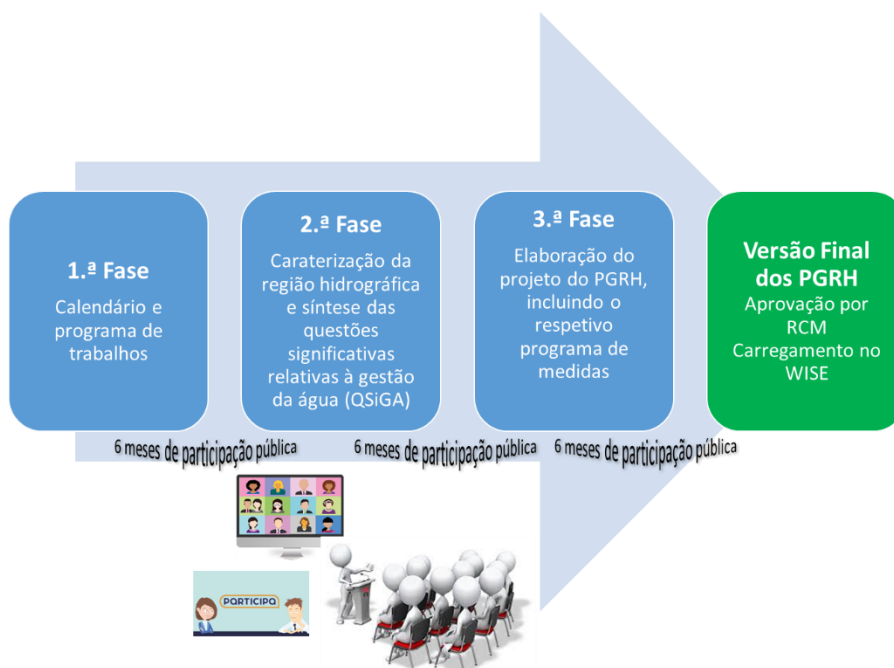 1.ª Fase
Calendário e
programa de
trabalhos
2.ª Fase
Caraterização da
região hidrográfica
e síntese das
questões
significativas
relativas à gestão
da água (QSiGA)
3.ª Fase
Elaboração do
projeto do PGRH,
incluindo o
respetivo
programa de
medidas
Versão Final
dos PGRH
Aprovação por
RCM
Carregamento no
WISE
6 meses de participação pública
6 meses de participação pública
6 meses de participação pública
PARTICIPA